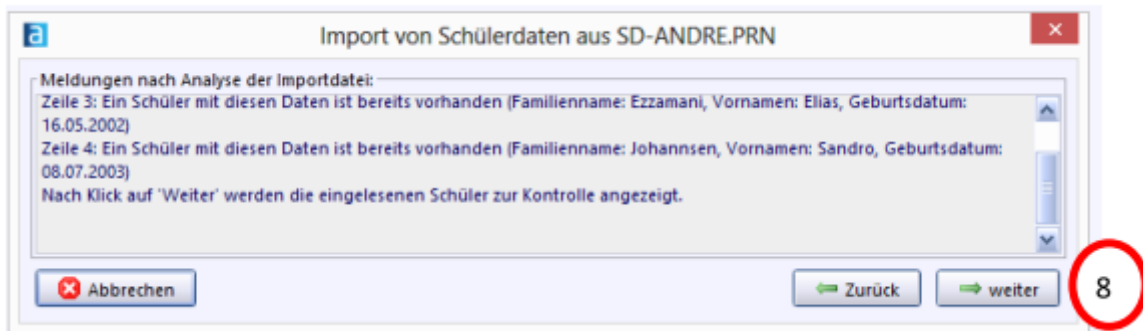 Import von Schülerdaten aus SD-ANDRE.PRN
Meldungen nach Analyse der Importdatei:
Zeile 3: Ein Schüler mit diesen Daten ist bereits vorhanden (Familienname: Ezzamani, Vornamen: Elias, Geburtsdatum:
16.05.2002)
Zeile 4: Ein Schüler mit diesen Daten ist bereits vorhanden (Familienname: Johannsen, Vornamen: Sandro, Geburtsdatum:
08.07.2003)
Nach Klick auf 'Weiter' werden die eingelesenen Schüler zur Kontrolle angezeigt.
Abbrechen
Zurück
weiter
8